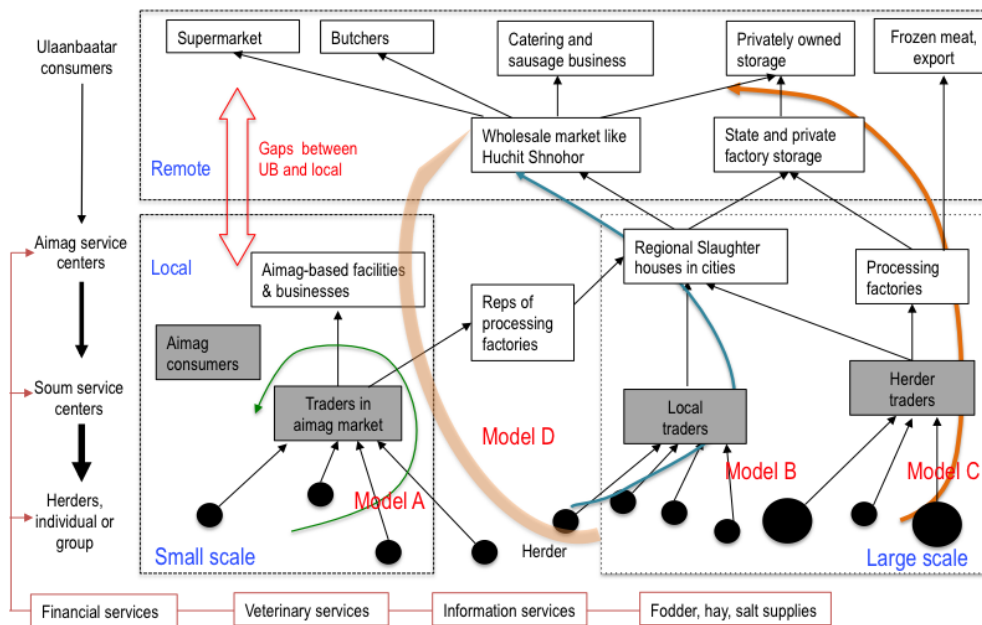 Ulaanbaatar
consumers
Supermarket
Butchers
Catering and
sausage business
Privately owned
storage
Frozen meat,
export
Gaps between
UB and local
Remote
Wholesale market like
Huchit Shnohor
State and private
factory storage
Aimag service
centers
Local
Aimag-based facilities
& businesses
Regional Slaughter
houses in cities
Processing
factories
Reps of
processing
factories
Aimag
consumers
Soum service
centers
Traders in
aimag market
Local
traders
Herder
traders
Model D
Model A
Model B
Model C
Herders,
individual or
group
Small scale
Herder
Large scale
Financial services
Veterinary services
Information services
Fodder, hay, salt supplies